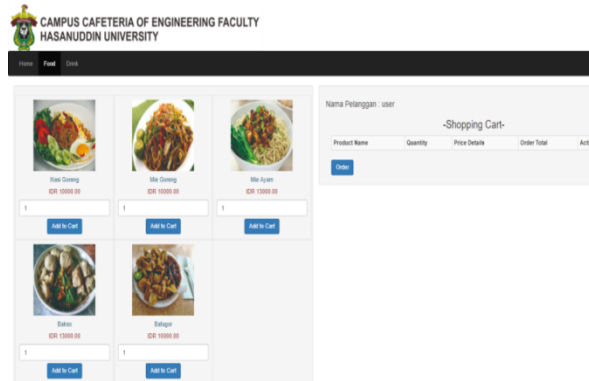 CAMPUS CAFETERIA OF ENGINEERING FACULTY
HASANUDDIN UNIVERSITY
Home Food Drink
Nasi Goreng
IDR 10000.00
1
Add to Cart
Mie Goreng
IDR 10000.00
1
Add to Cart
Mie Ayam
IDR 13000.00
1
Add to Cart
Bakso
IDR 13000.00
1
Add to Cart
Batagor
IDR 10000.00
1
Add to Cart
Nama Pelanggan : user
-Shopping Cart-
Product Name Quantity Price Details Order Total Acti
Order